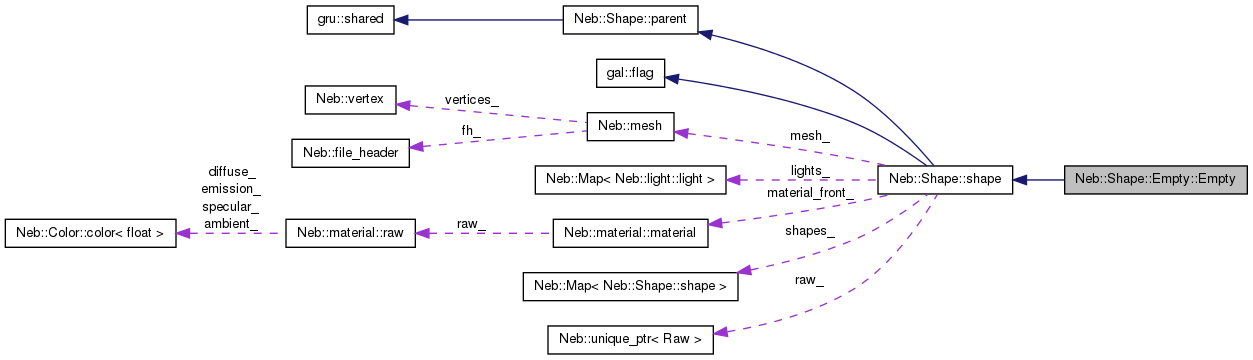 gru::shared
Neb::Shape::parent
gal::flag
Neb::vertex
vertices_
Neb::mesh
fh_
Neb::file_header
mesh_
diffuse_
emission_
specular_
ambient_
Neb::Map< Neb::light::light >
lights_
Neb::Shape::shape
Neb::Shape::Empty::Empty
material_front_
Neb::Color::color< float >
Neb::material::raw
raw_
Neb::material::material
shapes_
Neb::Map< Neb::Shape::shape >
raw_
Neb::unique_ptr< Raw >